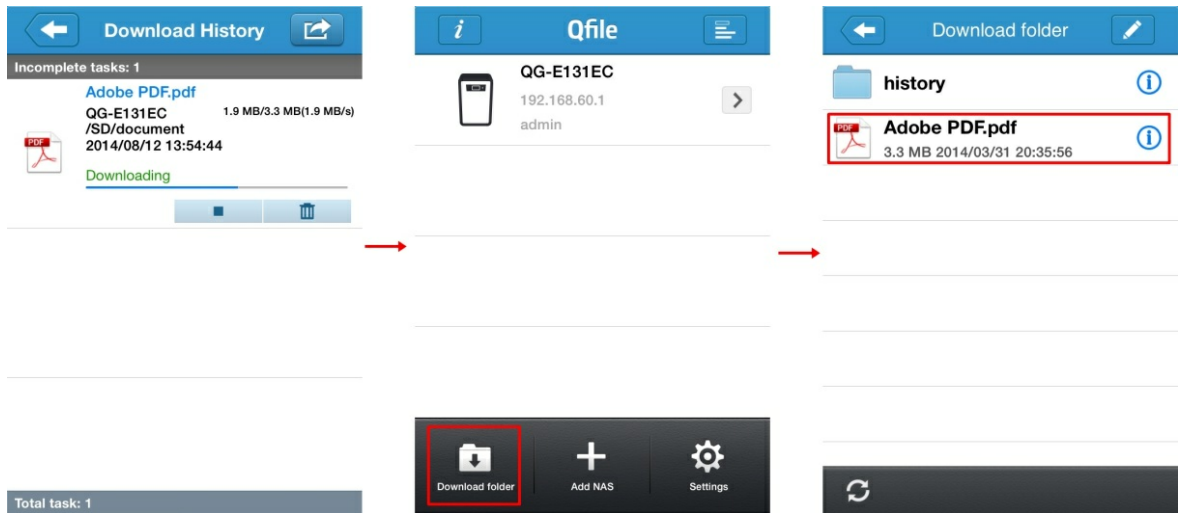 Download History
Incomplete tasks: 1
Adobe PDF.pdf
QG-E131EC
1.9 MB/3.3 MB(1.9 MB/s)
/SD/document
2014/08/12 13:54:44
PDF
Downloading
Total task: 1
i
Qfile
QG-E131EC
192.168.60.1
admin
Download folder
Add NAS
Settings
Download folder
history
PDF
Adobe PDF.pdf
3.3 MB 2014/03/31 20:35:56